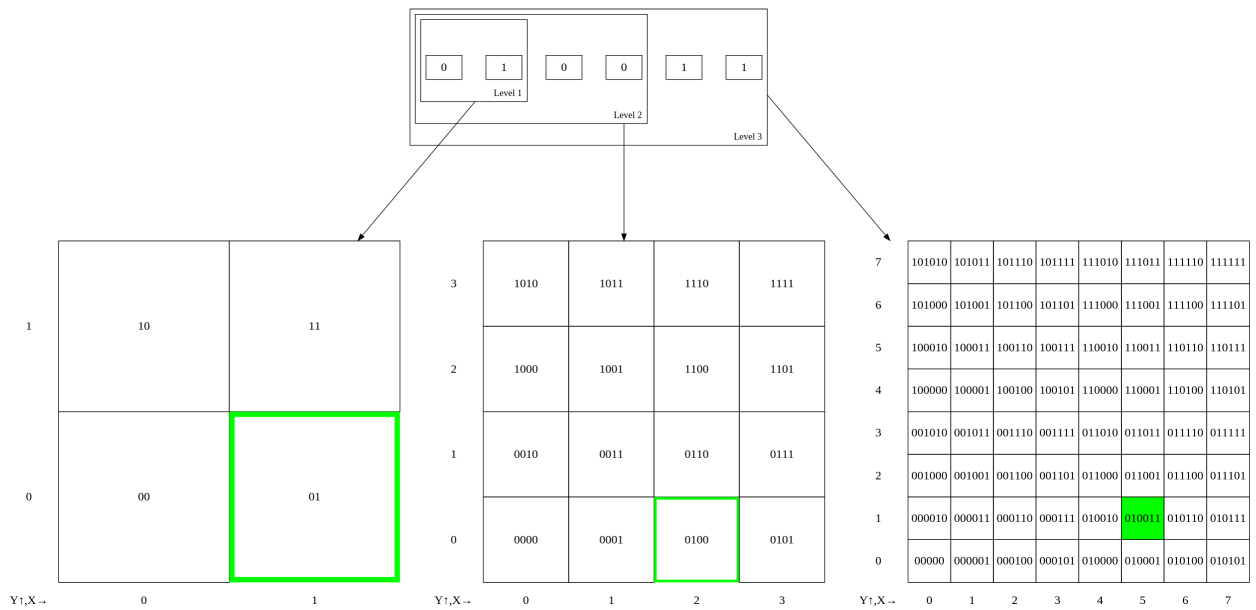 0 1 0 0 1 1
Level 1
Level 2
Level 3
1 10 11
0 00 01
Y↑,X→ 0 1
3 1010 1011 1110 1111
2 1000 1001 1100 1101
1 0010 0011 0110 0111
0 0000 0001 0100 0101
Y↑,X→ 0 1 2 3
7 101010 101011 101110 101111 111010 111011 111110 111111
6 101000 101001 101100 101101 111000 111001 111100 111101
5 100010 100011 100110 100111 110010 110011 110110 110111
4 100000 100001 100100 100101 110000 110001 110100 110101
3 001010 001011 001110 001111 011010 011011 011110 011111
2 001000 001001 001100 001101 011000 011001 011100 011101
1 000010 000011 000110 000111 010010 010011 010110 010111
0 00000 000001 000100 000101 010000 010001 010100 010101
Y↑,X→ 0 1 2 3 4 5 6 7